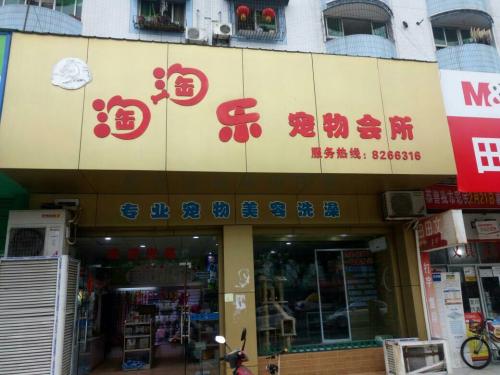 淘淘乐 宠物会所
服务热线：8266316
专业宠物美容洗澡
M&
田